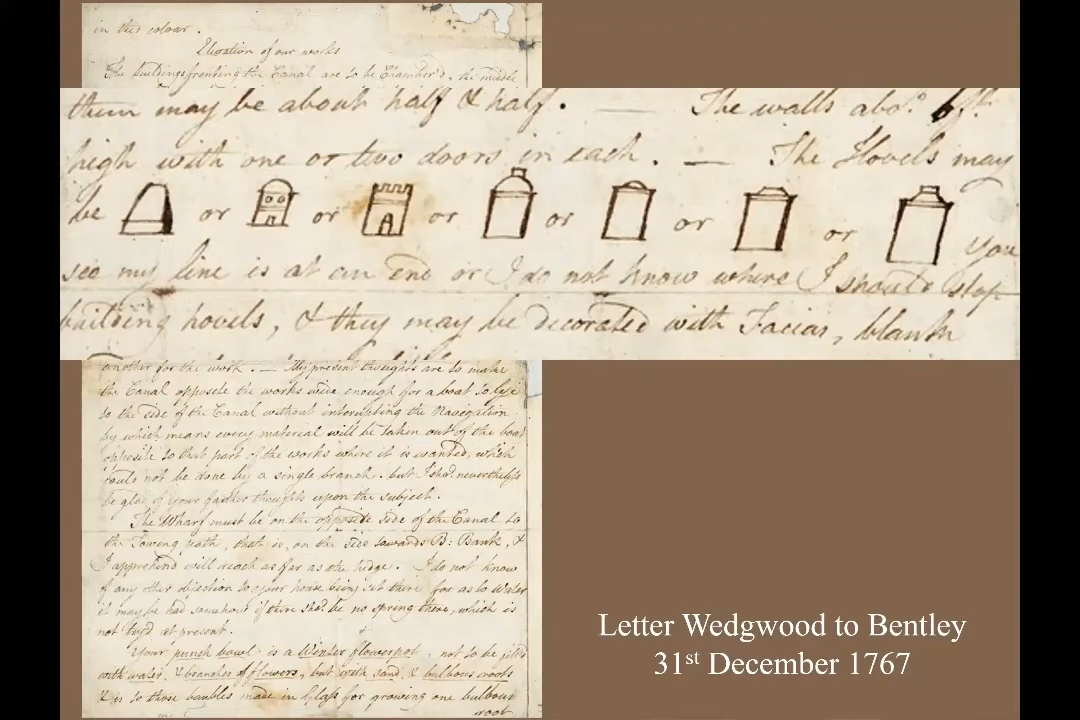 in this colour.
Elevation of our works
The buildings fronting the Canal are to be Chamber'd, the middle
them may be about half & half. — The walls abo.t 6 f.t
high with one or two doors in each. — The Hovels may
be or or or or or or You
see my line is at an end or I do not know where I should stop
building hovels, & they may be decorated with Facias, blank
another for the work. — My present thoughts are to make
the Canal opposite the works wide enough for a boat to lye
to the side of the Canal without interrupting the Navigation
by which means every material will be taken out of the boat
opposite to that part of the works where it is wanted, which
could not be done by a single branch. but I sho.d nevertheless
be glad of your farther thoughts upon the subject.
The Wharf must be on the opposite side of the Canal to
the Towing path, that is, on the side towards B: Bank, &
I apprehend will reach as far as the hedge. I do not know
of any other objection to your house being set there for as to Water
it may be had somehow if there sho.d be no spring there, which is
not try'd at present.
Your punch bowl is a Winter flowerpot, not to be fill'd
with water, & branches of flowers, but with sand, & bulbous roots
& is to those baubles made in Glass for growing one bulbous
root
Letter Wedgwood to Bentley
31st December 1767